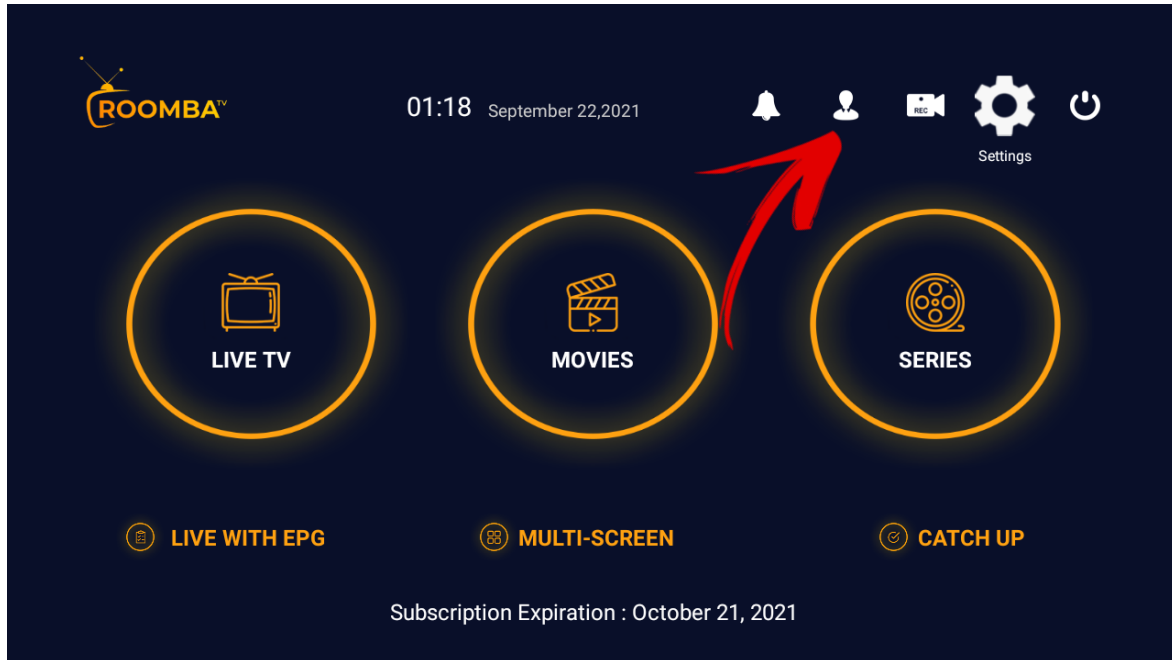 ROOMBA TV
01:18 September 22,2021
REC
Settings
LIVE TV
MOVIES
SERIES
LIVE WITH EPG
MULTI-SCREEN
CATCH UP
Subscription Expiration : October 21, 2021